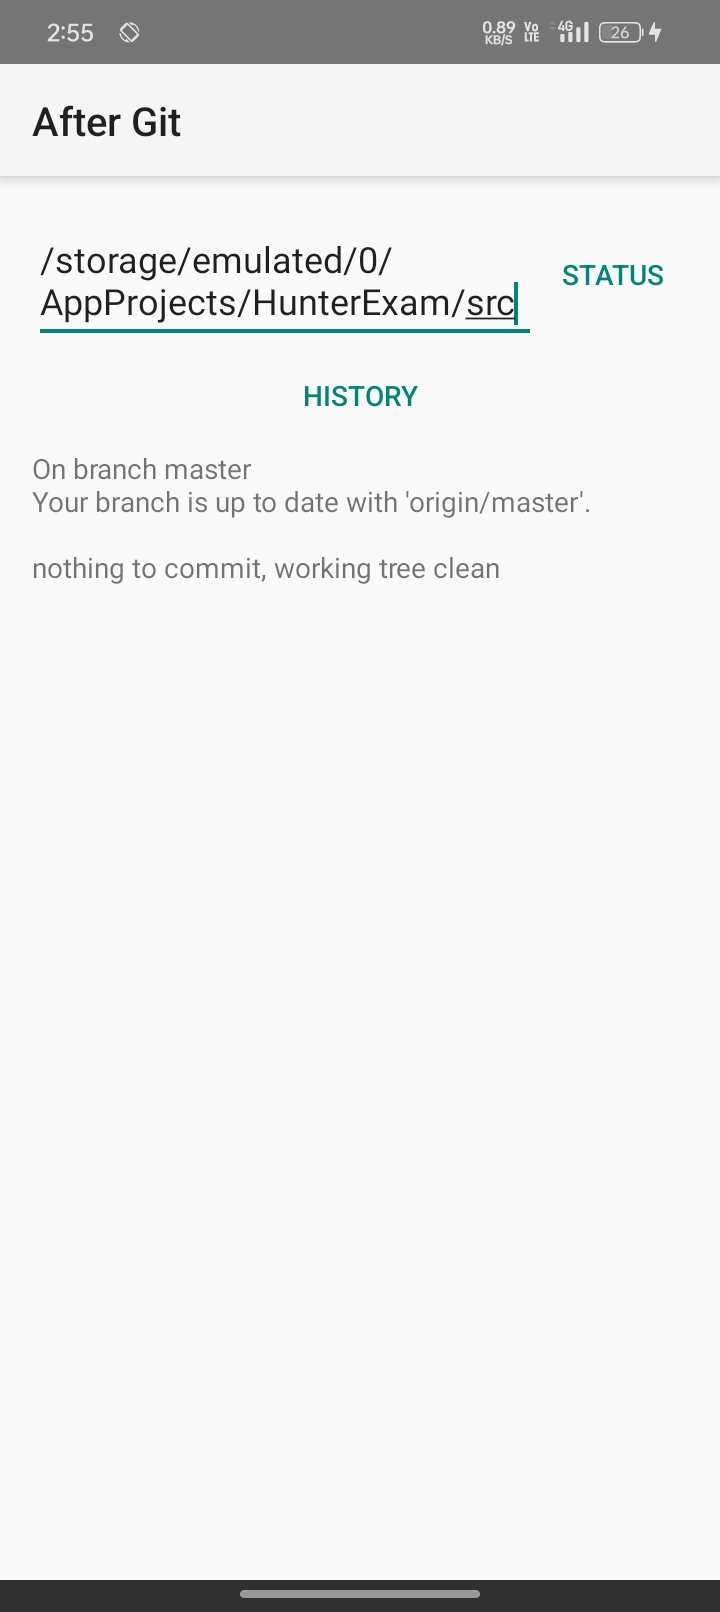 2:55
0.89 KB/S Vo LTE 4G 26
After Git
/storage/emulated/0/
AppProjects/HunterExam/src
STATUS
HISTORY
On branch master
Your branch is up to date with 'origin/master'.
nothing to commit, working tree clean